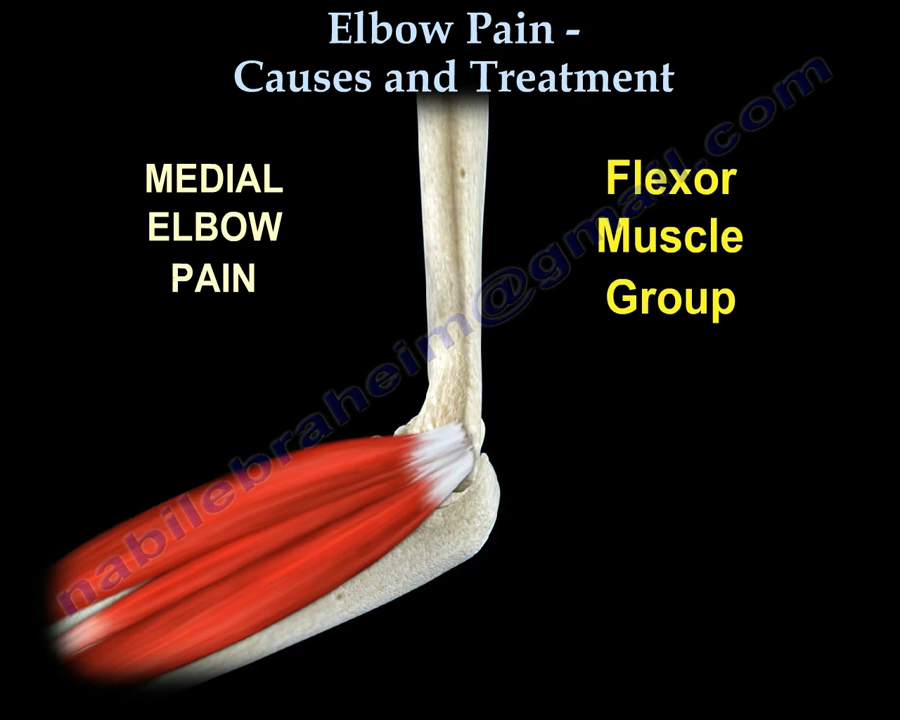 Elbow Pain -
Causes and Treatment
MEDIAL
ELBOW
PAIN
Flexor
Muscle
Group
nabilebraheim@gmail.com